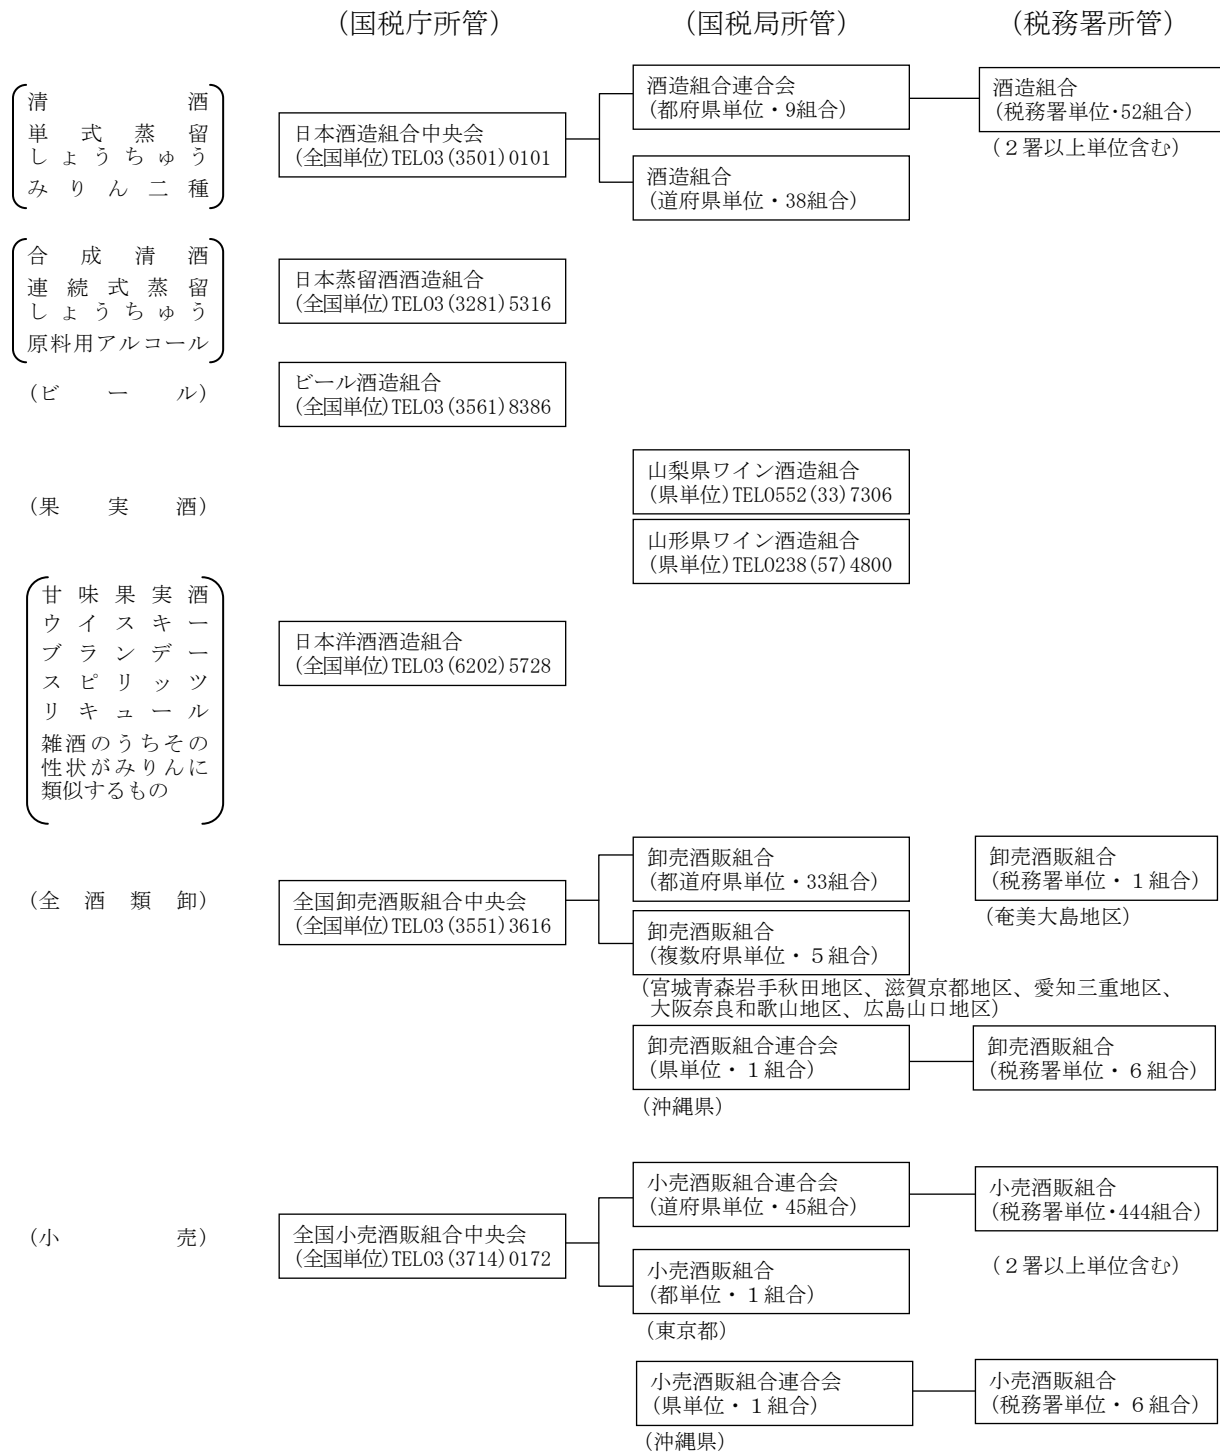 (国税庁所管)
(国税局所管)
(税務署所管)
清酒
単式蒸留
しょうちゅう
みりん二種
日本酒造組合中央会
(全国単位)TEL03(3501)0101
酒造組合連合会
(都府県単位・9組合)
酒造組合
(税務署単位・52組合)
(2署以上単位含む)
酒造組合
(道府県単位・38組合)
合成清酒
連続式蒸留
しょうちゅう
原料用アルコール
日本蒸留酒酒造組合
(全国単位)TEL03(3281)5316
(ビール)
ビール酒造組合
(全国単位)TEL03(3561)8386
(果実酒)
山梨県ワイン酒造組合
(県単位)TEL0552(33)7306
山形県ワイン酒造組合
(県単位)TEL0238(57)4800
甘味果実酒
ウイスキー
ブランデー
スピリッツ
リキュール
雑酒のうちその
性状がみりんに
類似するもの
日本洋酒酒造組合
(全国単位)TEL03(6202)5728
(全酒類卸)
全国卸売酒販組合中央会
(全国単位)TEL03(3551)3616
卸売酒販組合
(都道府県単位・33組合)
卸売酒販組合
(税務署単位・1組合)
(奄美大島地区)
卸売酒販組合
(複数府県単位・5組合)
(宮城青森岩手秋田地区、滋賀京都地区、愛知三重地区、
大阪奈良和歌山地区、広島山口地区)
卸売酒販組合連合会
(県単位・1組合)
(沖縄県)
卸売酒販組合
(税務署単位・6組合)
(小売)
全国小売酒販組合中央会
(全国単位)TEL03(3714)0172
小売酒販組合連合会
(道府県単位・45組合)
小売酒販組合
(税務署単位・444組合)
(2署以上単位含む)
小売酒販組合
(都単位・1組合)
(東京都)
小売酒販組合連合会
(県単位・1組合)
(沖縄県)
小売酒販組合
(税務署単位・6組合)